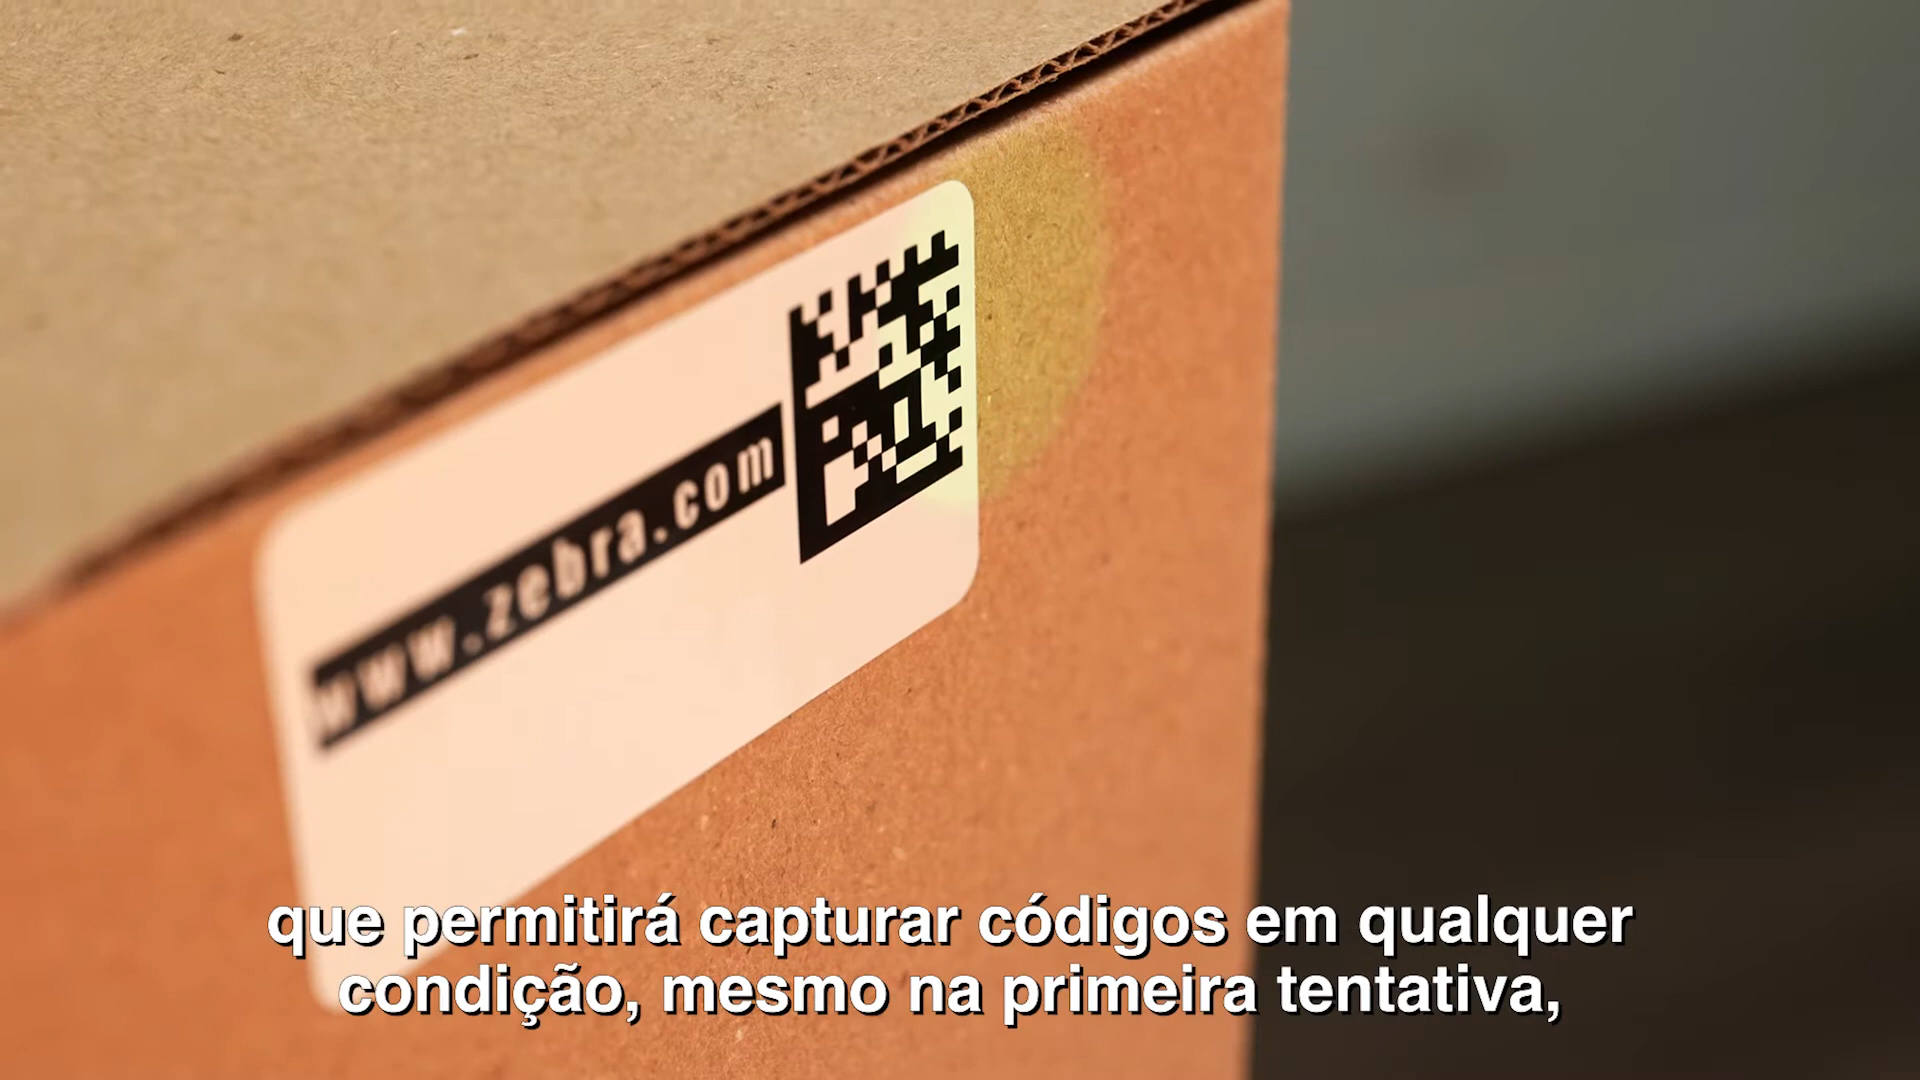 www.zebra.com
que permitirá capturar códigos em qualquer
condição, mesmo na primeira tentativa,